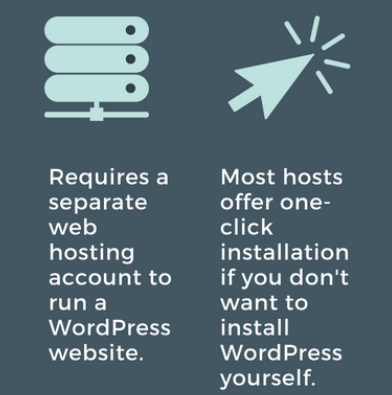 Requires a
separate
web
hosting
account to
run a
WordPress
website.
Most hosts
offer one-
click
installation
if you don't
want to
install
WordPress
yourself.